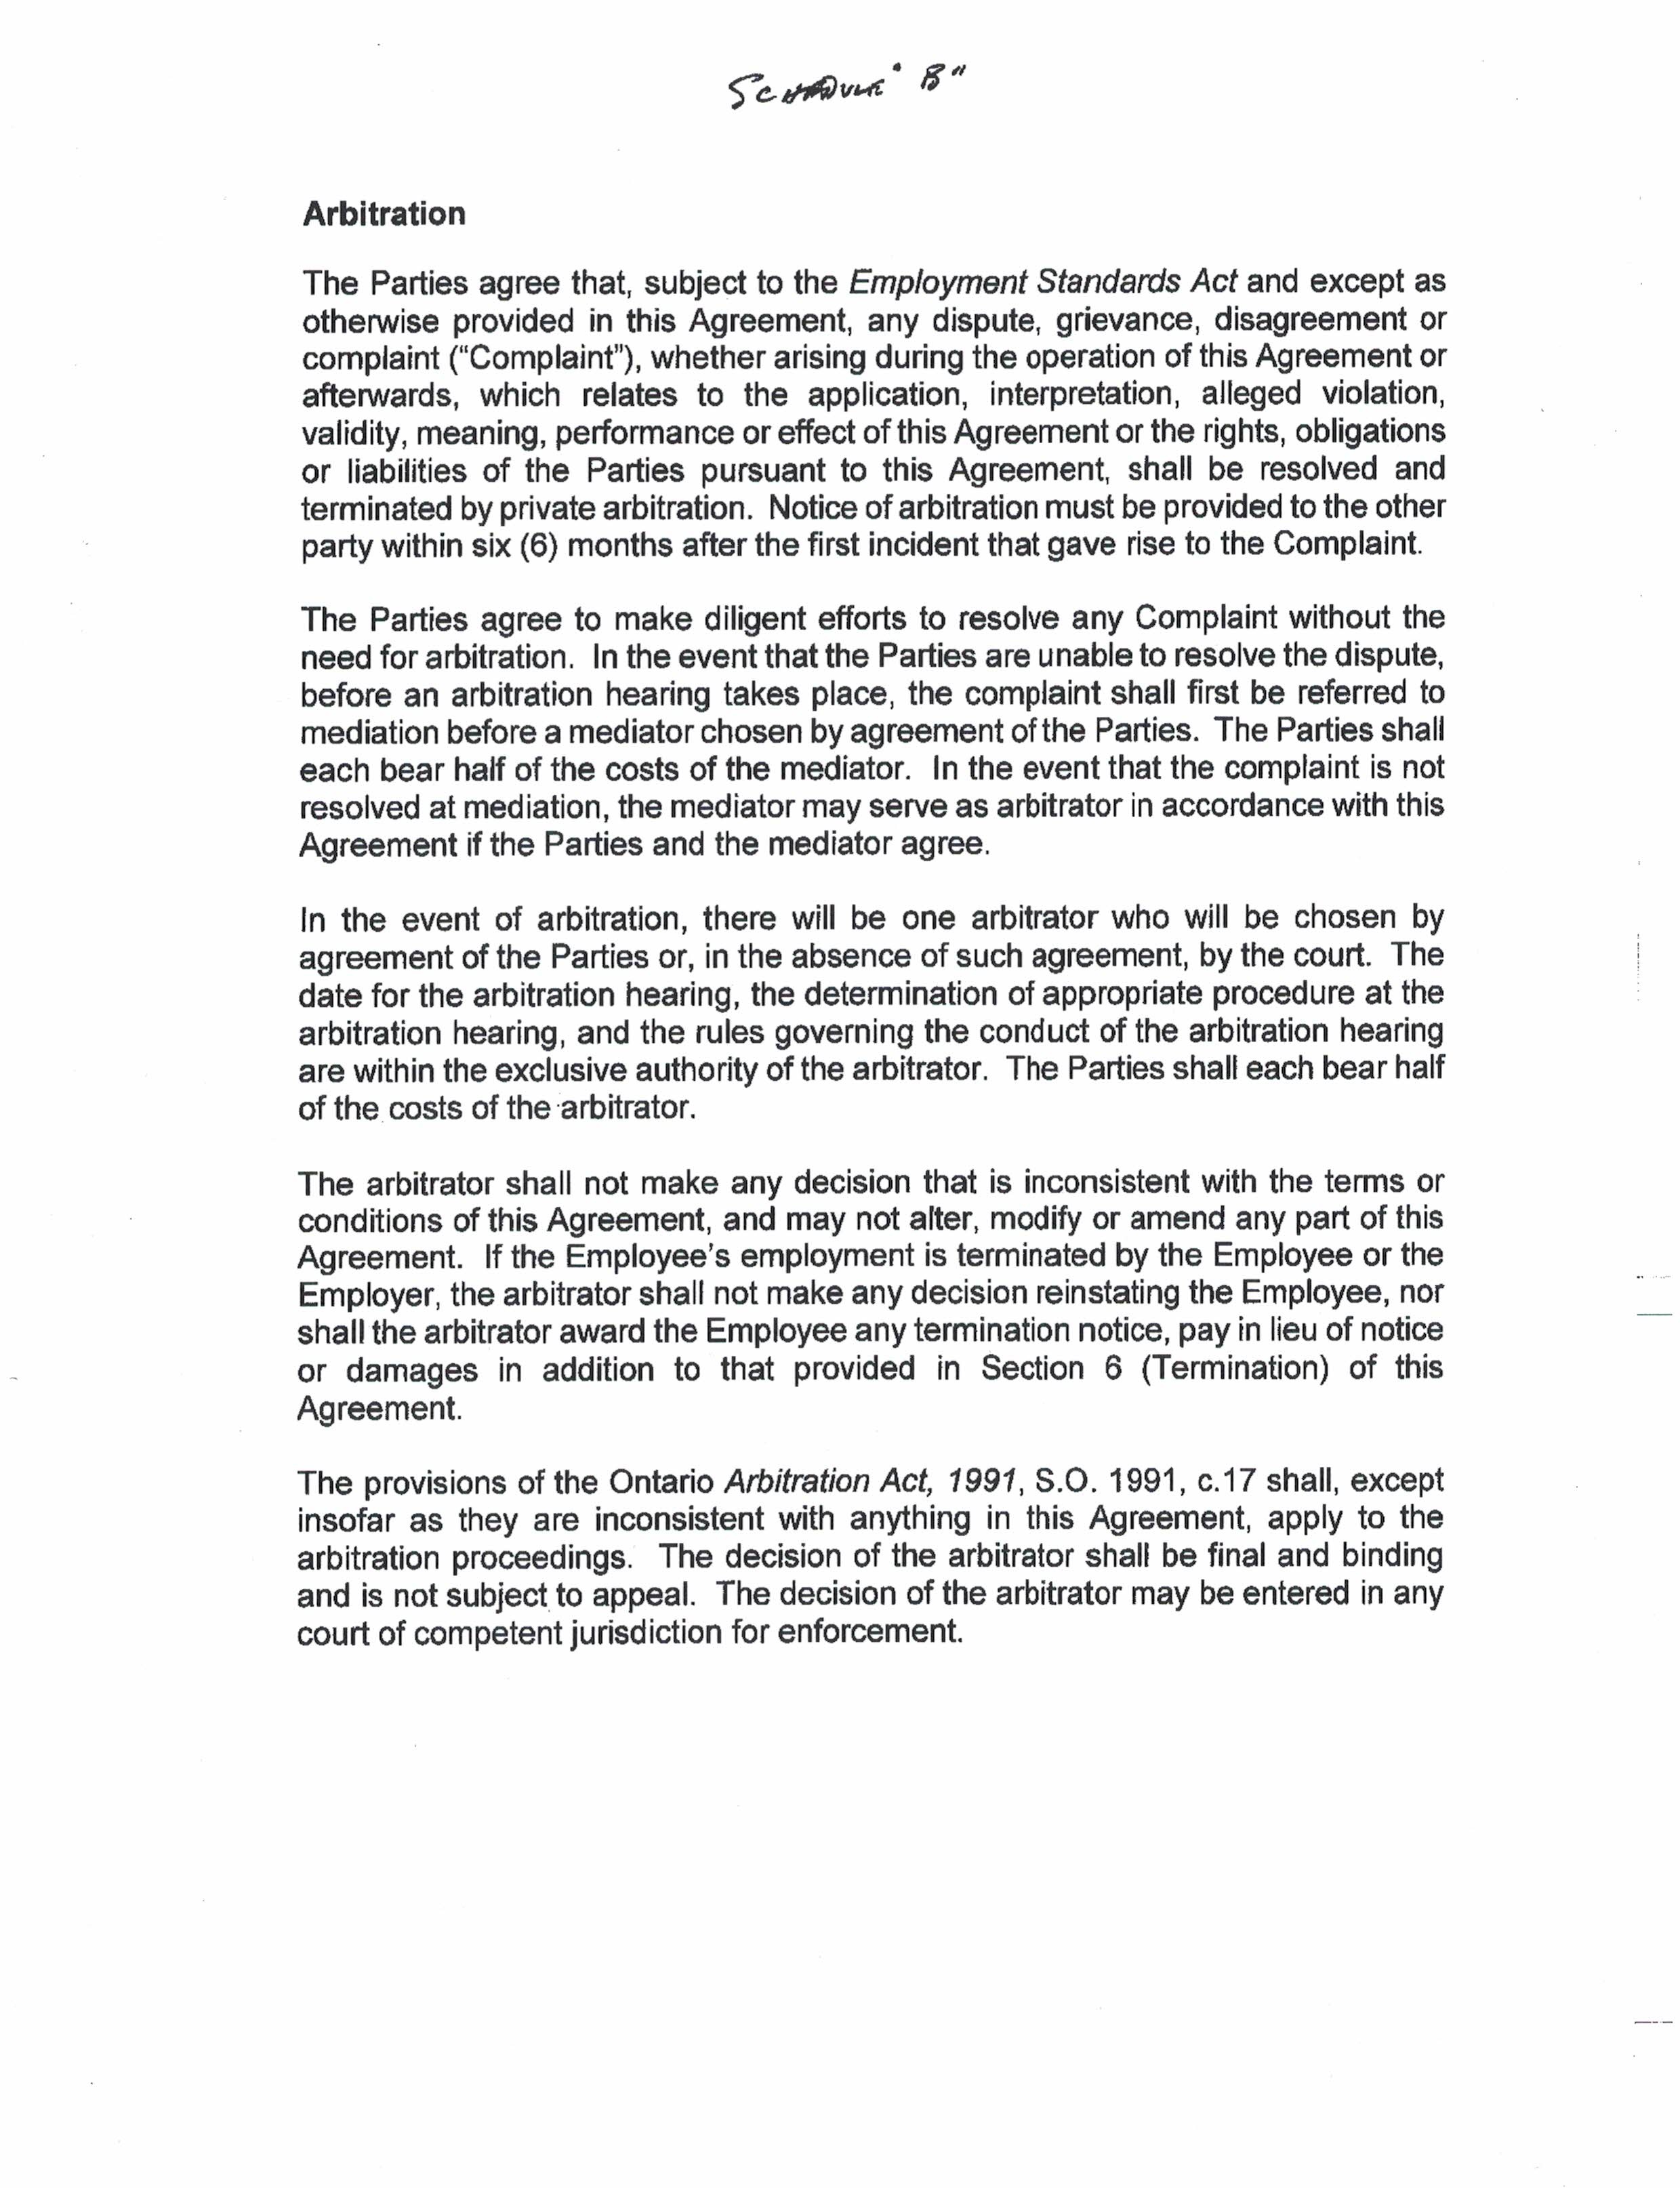 SCHEDULE "B"
Arbitration
The Parties agree that, subject to the Employment Standards Act and except as
otherwise provided in this Agreement, any dispute, grievance, disagreement or
complaint (“Complaint”), whether arising during the operation of this Agreement or
afterwards, which relates to the application, interpretation, alleged violation,
validity, meaning, performance or effect of this Agreement or the rights, obligations
or liabilities of the Parties pursuant to this Agreement, shall be resolved and
terminated by private arbitration. Notice of arbitration must be provided to the other
party within six (6) months after the first incident that gave rise to the Complaint.
The Parties agree to make diligent efforts to resolve any Complaint without the
need for arbitration. In the event that the Parties are unable to resolve the dispute,
before an arbitration hearing takes place, the complaint shall first be referred to
mediation before a mediator chosen by agreement of the Parties. The Parties shall
each bear half of the costs of the mediator. In the event that the complaint is not
resolved at mediation, the mediator may serve as arbitrator in accordance with this
Agreement if the Parties and the mediator agree.
In the event of arbitration, there will be one arbitrator who will be chosen by
agreement of the Parties or, in the absence of such agreement, by the court. The
date for the arbitration hearing, the determination of appropriate procedure at the
arbitration hearing, and the rules governing the conduct of the arbitration hearing
are within the exclusive authority of the arbitrator. The Parties shall each bear half
of the costs of the arbitrator.
The arbitrator shall not make any decision that is inconsistent with the terms or
conditions of this Agreement, and may not alter, modify or amend any part of this
Agreement. If the Employee's employment is terminated by the Employee or the
Employer, the arbitrator shall not make any decision reinstating the Employee, nor
shall the arbitrator award the Employee any termination notice, pay in lieu of notice
or damages in addition to that provided in Section 6 (Termination) of this
Agreement.
The provisions of the Ontario Arbitration Act, 1991, S.O. 1991, c.17 shall, except
insofar as they are inconsistent with anything in this Agreement, apply to the
arbitration proceedings. The decision of the arbitrator shall be final and binding
and is not subject to appeal. The decision of the arbitrator may be entered in any
court of competent jurisdiction for enforcement.